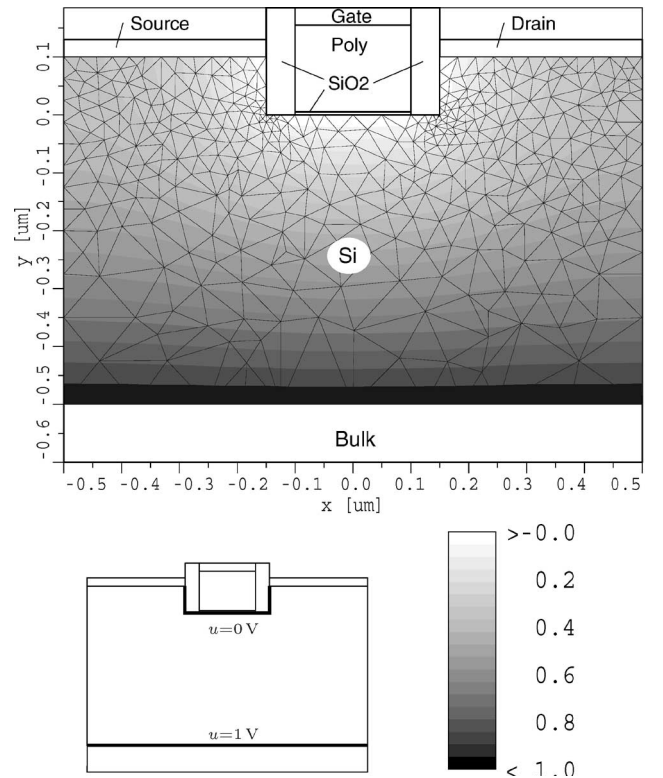 Gate
Source
Drain
Poly
SiO2
Si
Bulk
0.1
0.0
-0.1
-0.2
-0.3
-0.4
-0.5
-0.6
y [um]
-0.5 -0.4 -0.3 -0.2 -0.1 0.0 0.1 0.2 0.3 0.4 0.5
x [um]
u=0 V
u=1 V
>-0.0
0.2
0.4
0.6
0.8
< 1.0